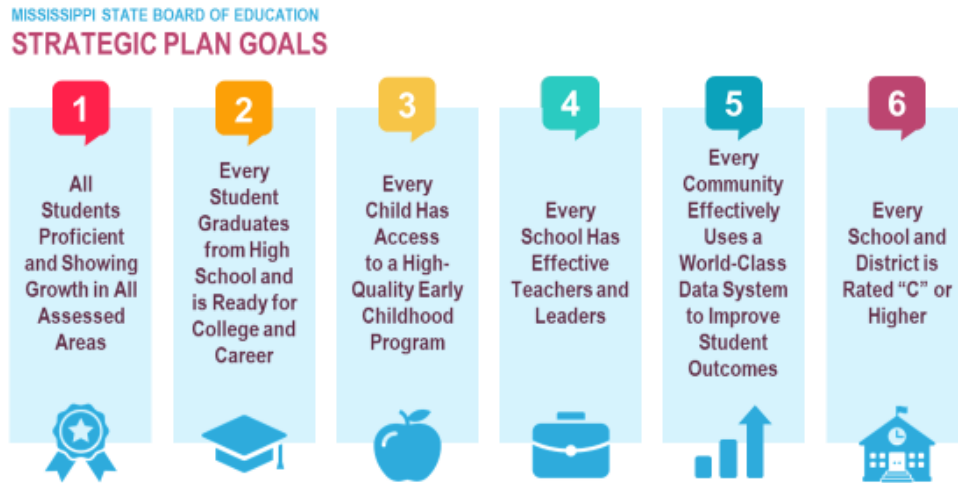 MISSISSIPPI STATE BOARD OF EDUCATION
STRATEGIC PLAN GOALS
1
All
Students
Proficient
and Showing
Growth in All
Assessed
Areas
2
Every
Student
Graduates
from High
School and
is Ready for
College and
Career
3
Every
Child Has
Access
to a High-
Quality Early
Childhood
Program
4
Every
School Has
Effective
Teachers and
Leaders
5
Every
Community
Effectively
Uses a
World-Class
Data System
to Improve
Student
Outcomes
6
Every
School and
District is
Rated “C” or
Higher